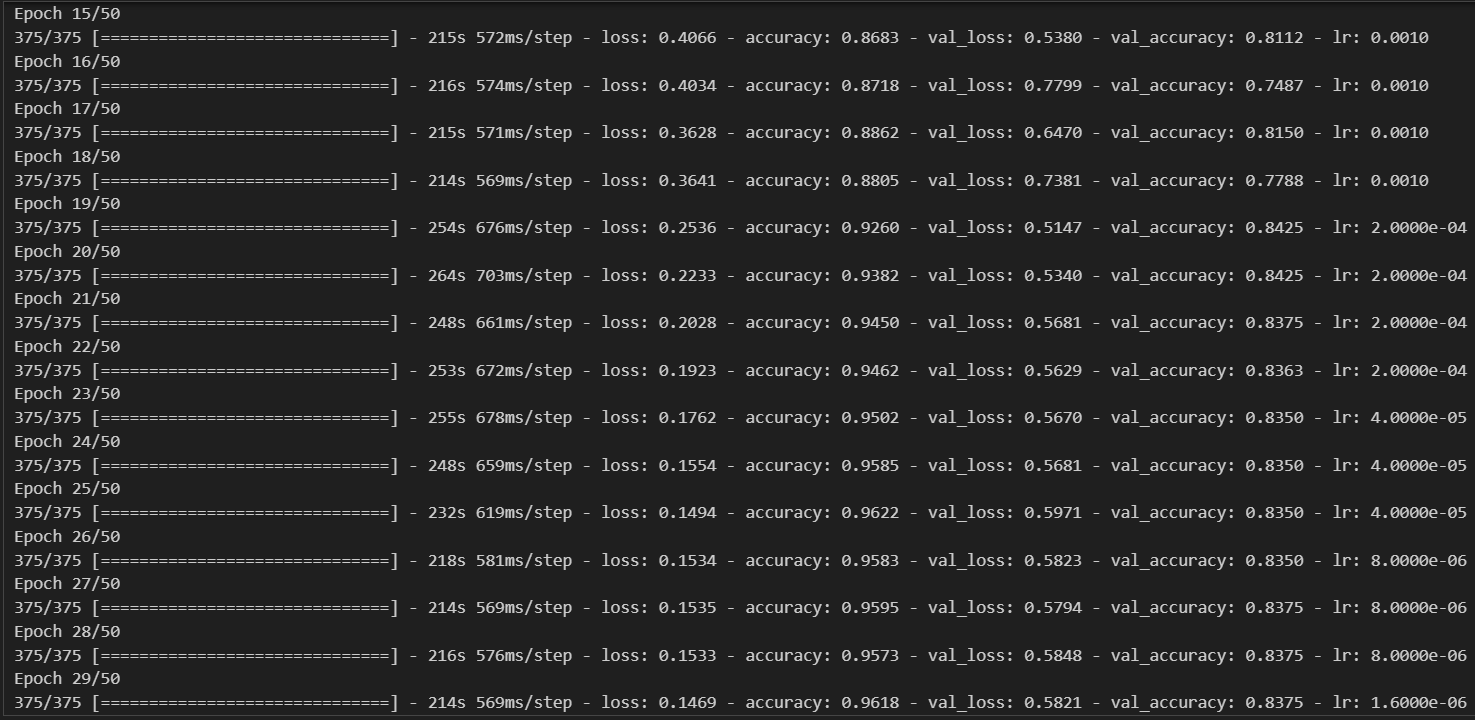 Epoch 15/50
375/375 [==============================] - 215s 572ms/step - loss: 0.4066 - accuracy: 0.8683 - val_loss: 0.5380 - val_accuracy: 0.8112 - lr: 0.0010
Epoch 16/50
375/375 [==============================] - 216s 574ms/step - loss: 0.4034 - accuracy: 0.8718 - val_loss: 0.7799 - val_accuracy: 0.7487 - lr: 0.0010
Epoch 17/50
375/375 [==============================] - 215s 571ms/step - loss: 0.3628 - accuracy: 0.8862 - val_loss: 0.6470 - val_accuracy: 0.8150 - lr: 0.0010
Epoch 18/50
375/375 [==============================] - 214s 569ms/step - loss: 0.3641 - accuracy: 0.8805 - val_loss: 0.7381 - val_accuracy: 0.7788 - lr: 0.0010
Epoch 19/50
375/375 [==============================] - 254s 676ms/step - loss: 0.2536 - accuracy: 0.9260 - val_loss: 0.5147 - val_accuracy: 0.8425 - lr: 2.0000e-04
Epoch 20/50
375/375 [==============================] - 264s 703ms/step - loss: 0.2233 - accuracy: 0.9382 - val_loss: 0.5340 - val_accuracy: 0.8425 - lr: 2.0000e-04
Epoch 21/50
375/375 [==============================] - 248s 661ms/step - loss: 0.2028 - accuracy: 0.9450 - val_loss: 0.5681 - val_accuracy: 0.8375 - lr: 2.0000e-04
Epoch 22/50
375/375 [==============================] - 253s 672ms/step - loss: 0.1923 - accuracy: 0.9462 - val_loss: 0.5629 - val_accuracy: 0.8363 - lr: 2.0000e-04
Epoch 23/50
375/375 [==============================] - 255s 678ms/step - loss: 0.1762 - accuracy: 0.9502 - val_loss: 0.5670 - val_accuracy: 0.8350 - lr: 4.0000e-05
Epoch 24/50
375/375 [==============================] - 248s 659ms/step - loss: 0.1554 - accuracy: 0.9585 - val_loss: 0.5681 - val_accuracy: 0.8350 - lr: 4.0000e-05
Epoch 25/50
375/375 [==============================] - 232s 619ms/step - loss: 0.1494 - accuracy: 0.9622 - val_loss: 0.5971 - val_accuracy: 0.8350 - lr: 4.0000e-05
Epoch 26/50
375/375 [==============================] - 218s 581ms/step - loss: 0.1534 - accuracy: 0.9583 - val_loss: 0.5823 - val_accuracy: 0.8350 - lr: 8.0000e-06
Epoch 27/50
375/375 [==============================] - 214s 569ms/step - loss: 0.1535 - accuracy: 0.9595 - val_loss: 0.5794 - val_accuracy: 0.8375 - lr: 8.0000e-06
Epoch 28/50
375/375 [==============================] - 216s 576ms/step - loss: 0.1533 - accuracy: 0.9573 - val_loss: 0.5848 - val_accuracy: 0.8375 - lr: 8.0000e-06
Epoch 29/50
375/375 [==============================] - 214s 569ms/step - loss: 0.1469 - accuracy: 0.9618 - val_loss: 0.5821 - val_accuracy: 0.8375 - lr: 1.6000e-06